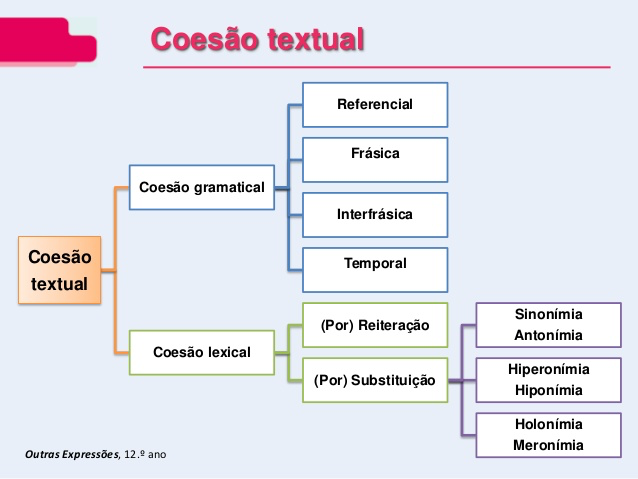 Coesão textual
Referencial
Frásica
Coesão gramatical
Interfrásica
Temporal
Coesão
textual
(Por) Reiteração
Coesão lexical
(Por) Substituição
Sinonímia
Antonímia
Hiperonímia
Hiponímia
Holonímia
Meronímia
Outras Expressões, 12.º ano